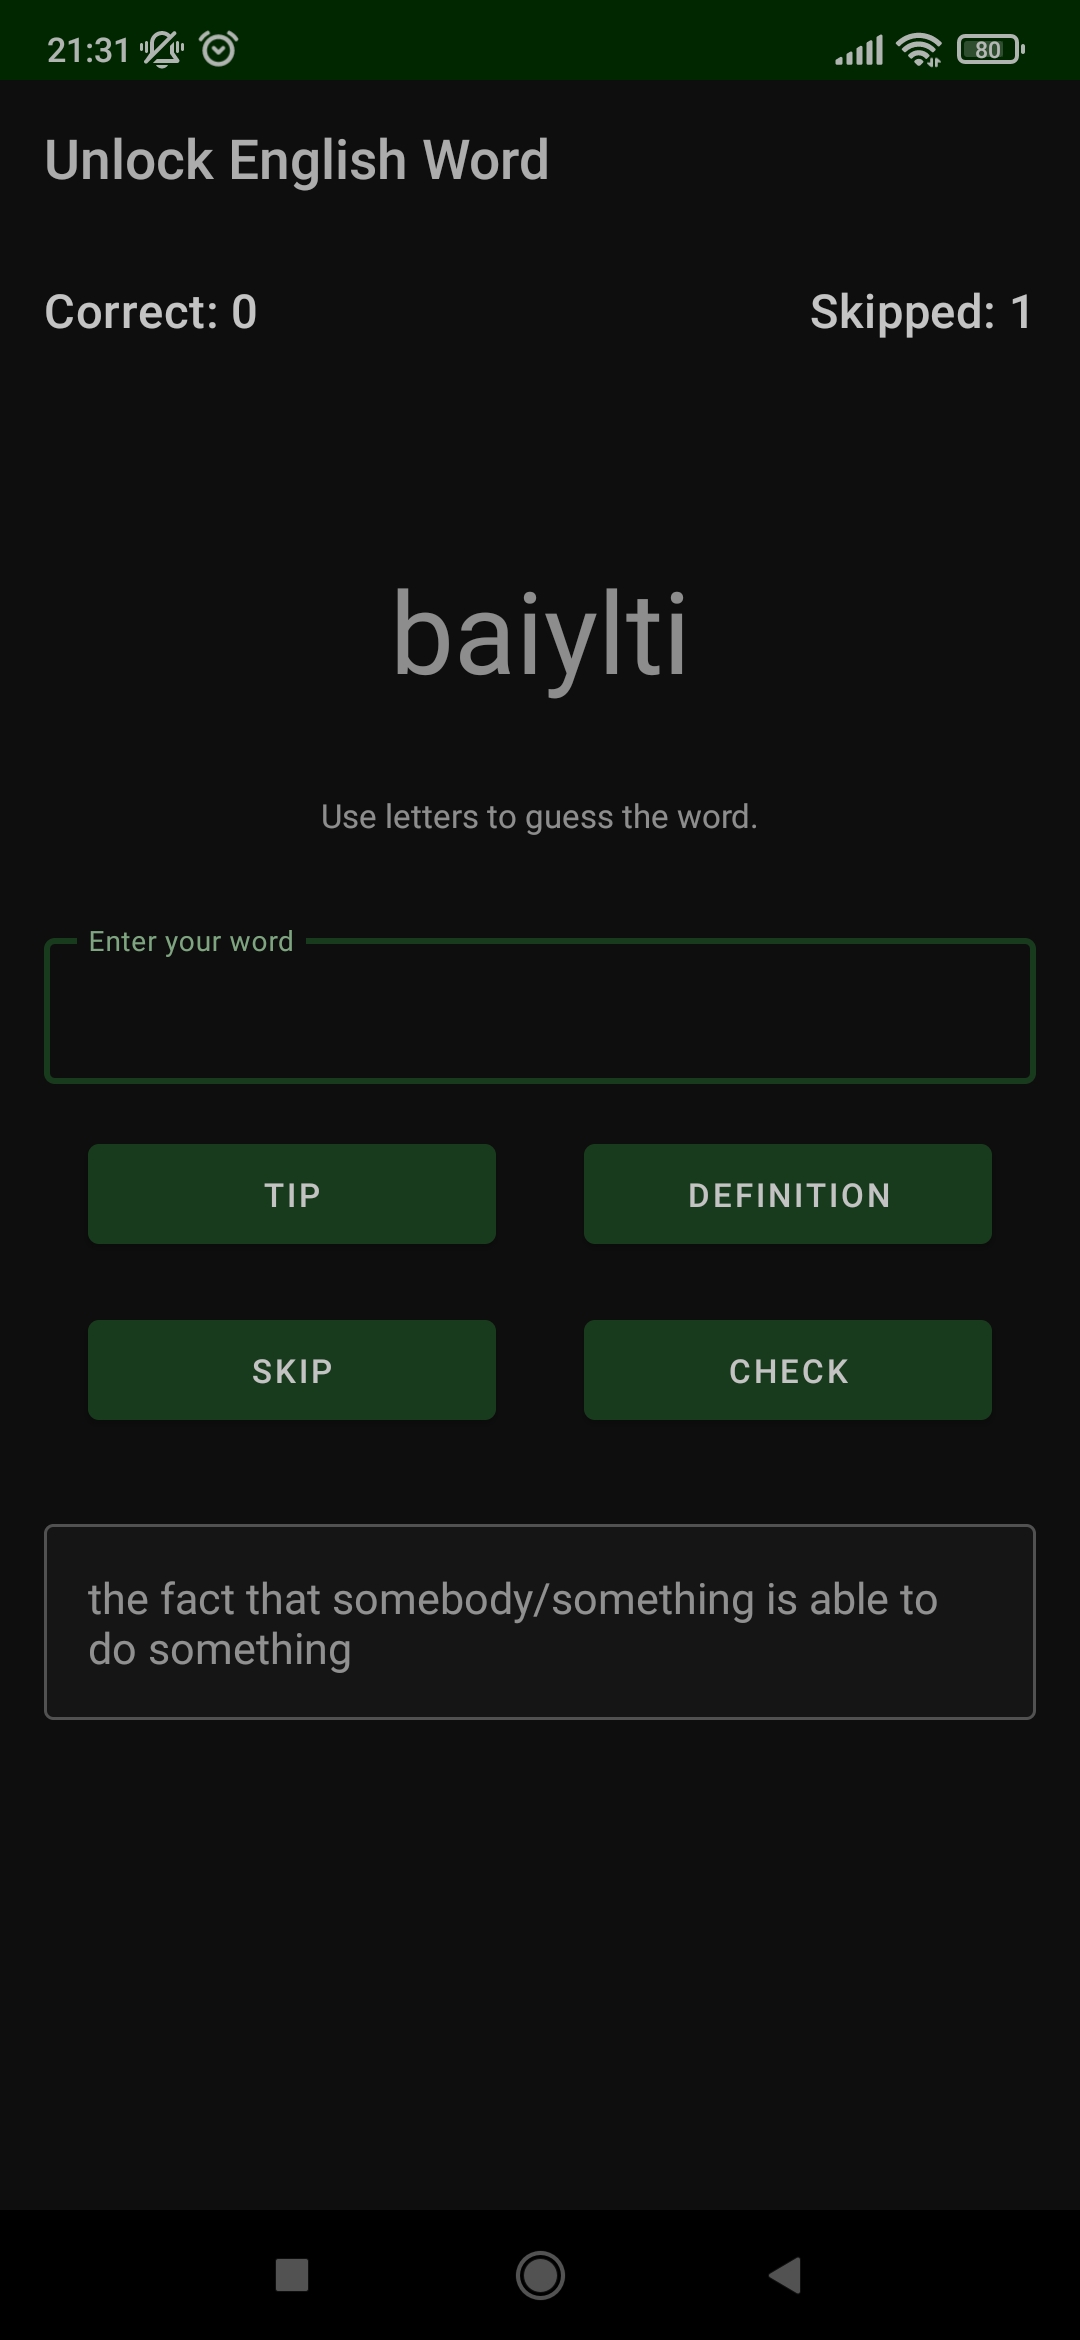 21:31
80
Unlock English Word
Correct: 0
Skipped: 1
baiylti
Use letters to guess the word.
Enter your word
TIP
DEFINITION
SKIP
CHECK
the fact that somebody/something is able to
do something